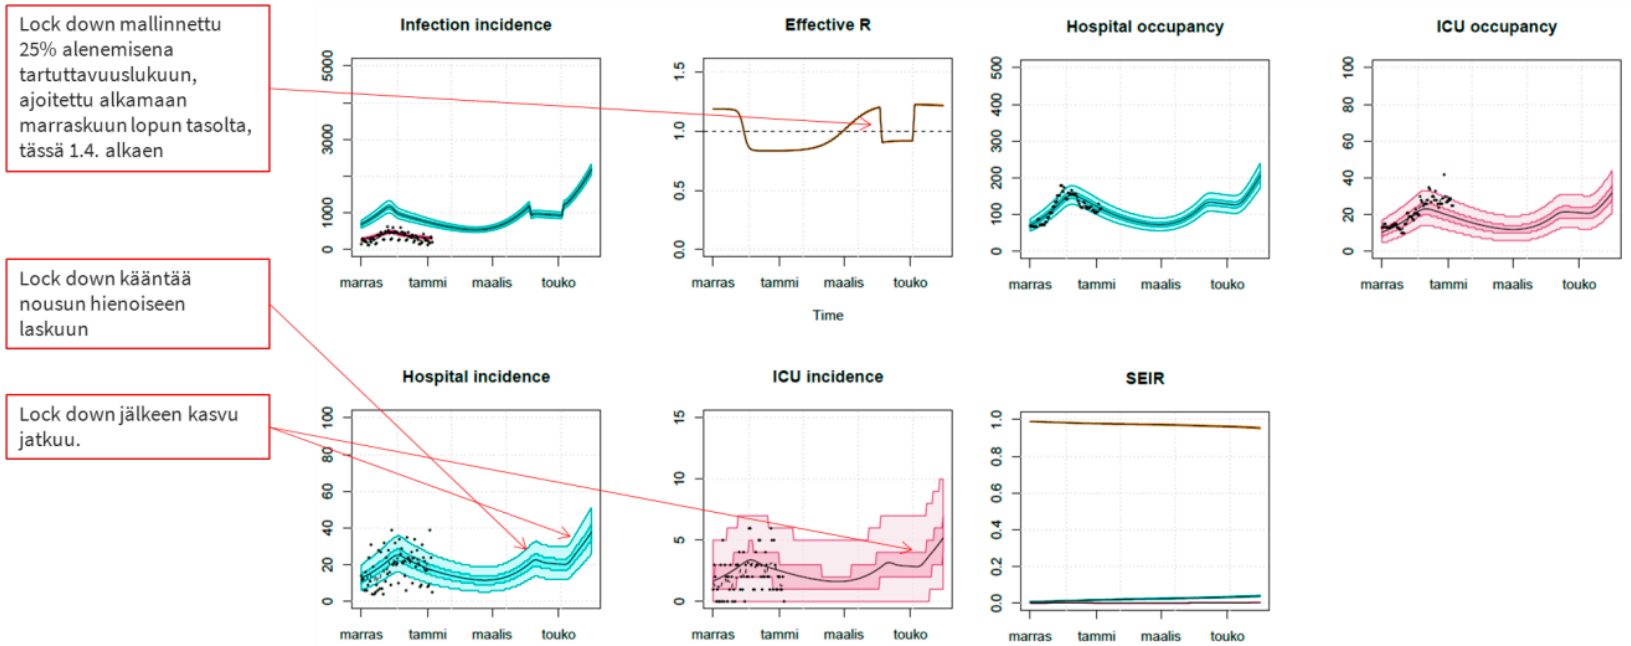 Lock down mallinnettu
25% alenemisena
tartuttavuuslukuun,
ajoitettu alkamaan
marraskuun lopun tasolta,
tässä 1.4. alkaen
Lock down kääntää
nousun hienoiseen
laskuun
Lock down jälkeen kasvu
jatkuu.
Infection incidence
5000
3000
1000
0
marras tammi maalis touko
Effective R
1.5
1.0
0.5
0.0
marras tammi maalis touko
Time
Hospital occupancy
500
400
300
200
100
0
marras tammi maalis touko
ICU occupancy
100
80
60
40
20
0
marras tammi maalis touko
Hospital incidence
100
80
60
40
20
0
marras tammi maalis touko
ICU incidence
15
10
5
0
marras tammi maalis touko
SEIR
1.0
0.8
0.6
0.4
0.2
0.0
marras tammi maalis touko